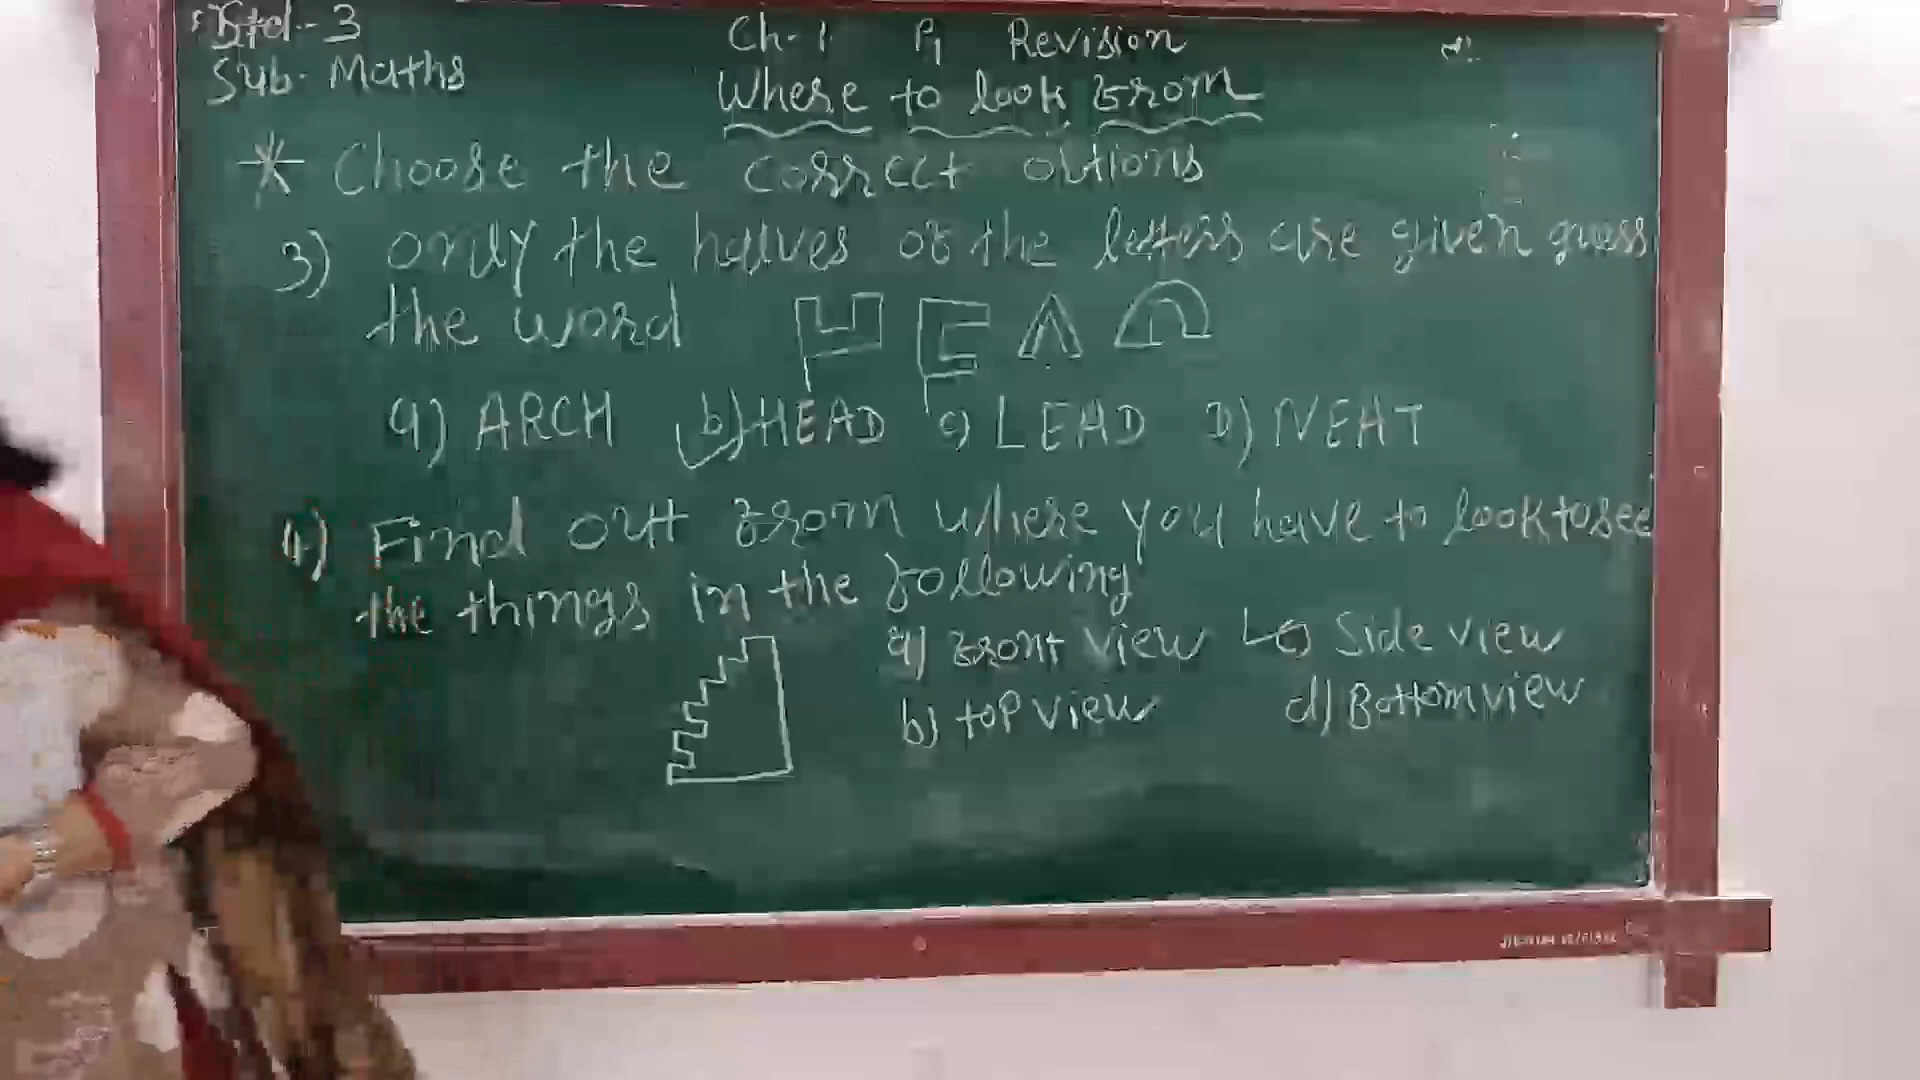 Std-3
Sub- Maths
Ch-1 P1 Revision
Where to look from
* Choose the correct options
3) only the halves of the letters are given guess
the word
a) ARCH b) HEAD c) LEAD D) NEAT
4) Find out from where you have to look to see
the things in the following
a) front view c) Side view
b) top view d) Bottom view